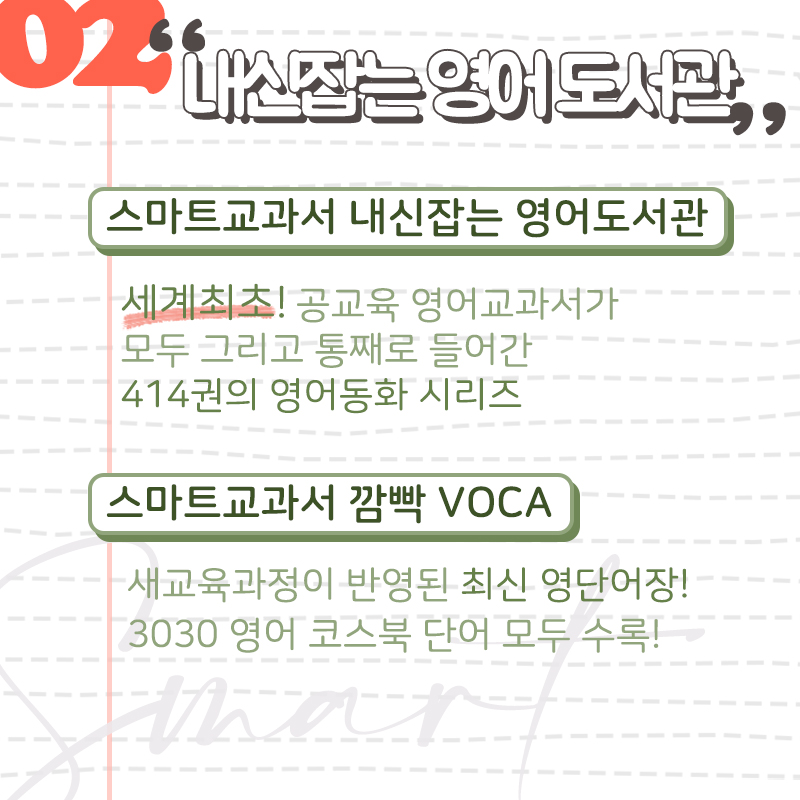 02
“내신잡는 영어 도서관”
스마트교과서 내신잡는 영어도서관
세계최초! 공교육 영어교과서가
모두 그리고 통째로 들어간
414권의 영어동화 시리즈
스마트교과서 깜빡 VOCA
새교육과정이 반영된 최신 영단어장!
3030 영어 코스북 단어 모두 수록!
Smart